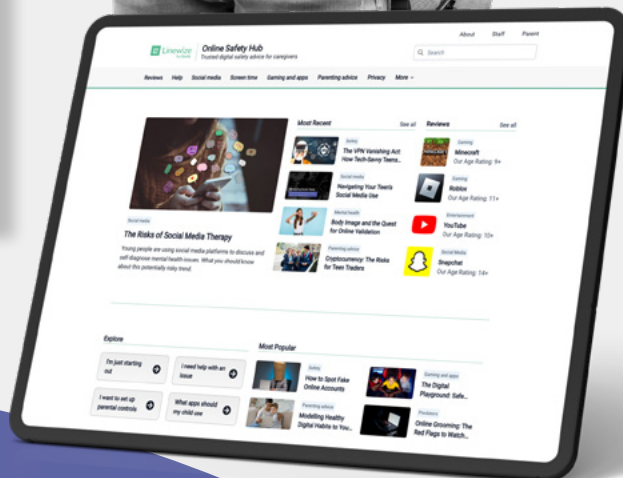 About Staff Parent
Linewize
Online Safety Hub
Trusted digital safety advice for caregivers
Search
Reviews Help Social media Screen time Gaming and apps Parenting advice Privacy More
Social media
The Risks of Social Media Therapy
Young people are using social media platforms to discuss and
self diagnose mental health issues. What you should know
about this potentially risky trend.
Most Recent See all
Safety
The VPN Vanishing Act:
How Tech-Savvy Teens...
Social media
Navigating Your Teen's
Social Media Use
Mental health
Body Image and the Quest
for Online Validation
Parenting advice
Cryptocurrency: The Risks
for Teen Traders
Reviews See all
Gaming
Minecraft
Our Age Rating: 9+
Gaming
Roblox
Our Age Rating: 11+
Entertainment
YouTube
Our Age Rating: 10+
Social Media
Snapchat
Our Age Rating: 14+
Explore
I'm just starting
out
I need help with an
issue
I want to set up
parental controls
What apps should
my child use
Most Popular
Safety
How to Spot Fake
Online Accounts
Gaming and apps
The Digital
Playground: Safe...
Parenting advice
Modelling Healthy
Digital Habits to You...
Predators
Online Grooming: The
Red Flags to Watch...